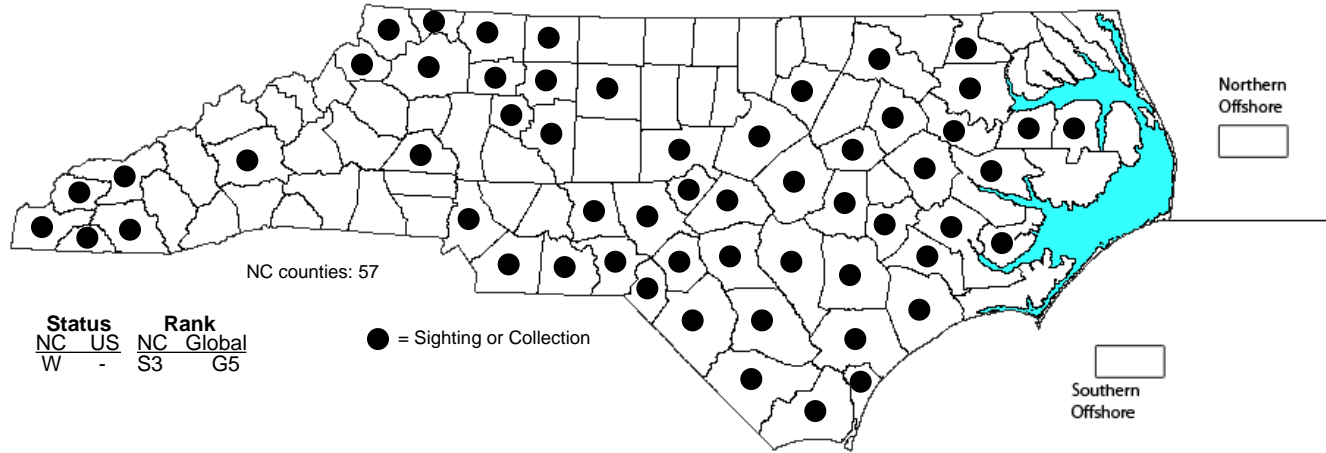 Northern
Offshore
NC counties: 57
Status Rank
NC US NC Global
W - S3 G5
= Sighting or Collection
Southern
Offshore